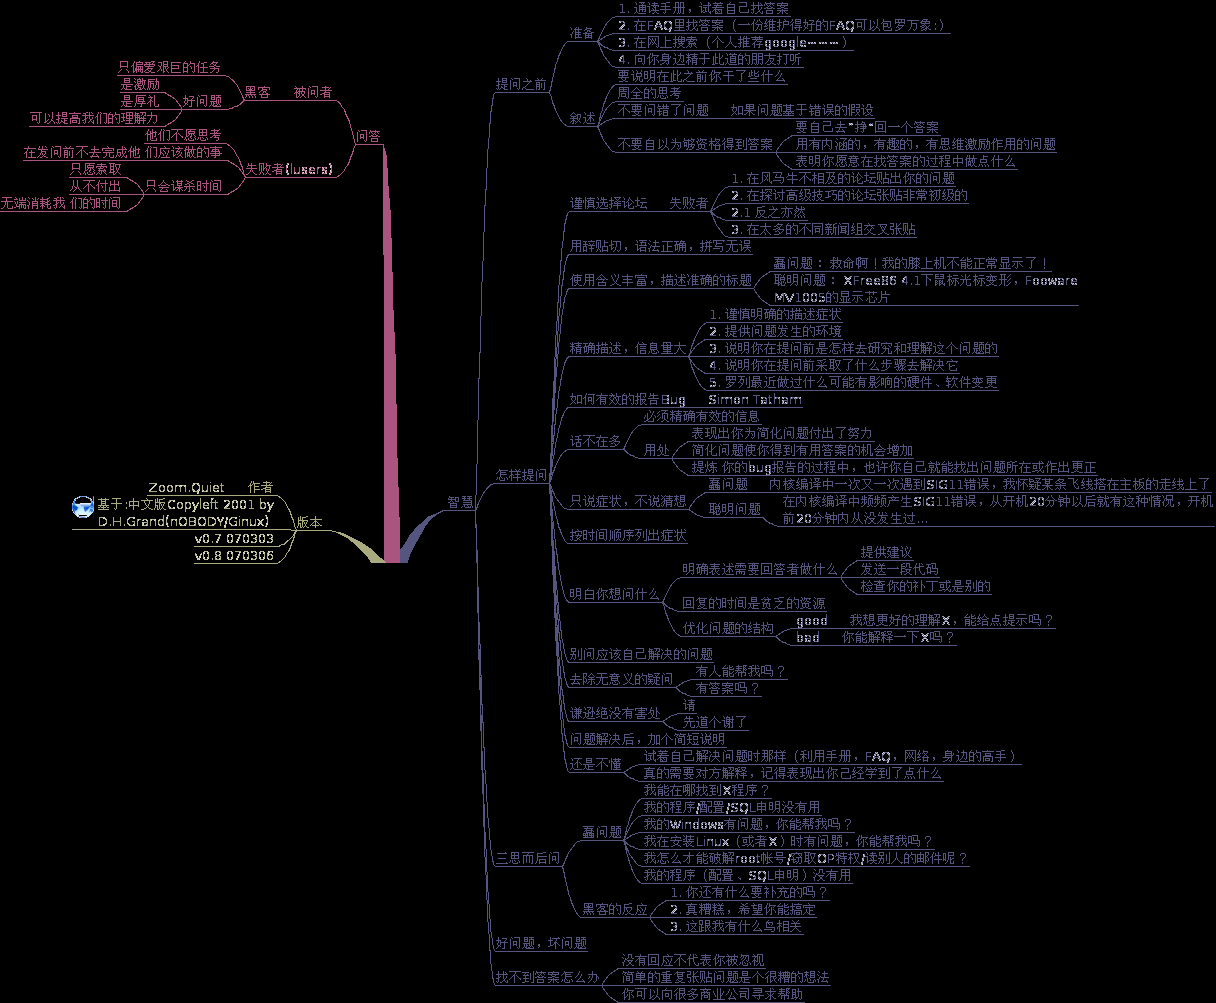 只偏爱艰巨的任务
是激励
是厚礼
可以提高我们的理解力
好问题
黑客
被问者
他们不愿思考
在发问前不去完成他 们应该做的事
只愿索取
从不付出
无端消耗我 们的时间
只会谋杀时间
失败者(lusers)
问答
Zoom.Quiet
作者
基于:中文版Copyleft 2001 by
D.H.Grand(nOBODY/Ginux)
v0.7 070303
v0.8 070306
版本
智慧
提问之前
准备
1. 通读手册，试着自己找答案
2. 在FAQ里找答案（一份维护得好的FAQ可以包罗万象:）
3. 在网上搜索（个人推荐google~~~）
4. 向你身边精于此道的朋友打听
叙述
要说明在此之前你干了些什么
周全的思考
不要问错了问题
如果问题基于错误的假设
不要自以为够资格得到答案
要自己去"挣"回一个答案
用有内涵的，有趣的，有思维激励作用的问题
表明你愿意在找答案的过程中做点什么
怎样提问
谨慎选择论坛
失败者
1. 在风马牛不相及的论坛贴出你的问题
2. 在探讨高级技巧的论坛张贴非常初级的
2.1 反之亦然
3. 在太多的不同新闻组交叉张贴
用辞贴切，语法正确，拼写无误
使用含义丰富，描述准确的标题
蠢问题：救命啊！我的膝上机不能正常显示了！
聪明问题：XFree86 4.1下鼠标光标变形，Fooware
MV1005的显示芯片
精确描述，信息量大
1. 谨慎明确的描述症状
2. 提供问题发生的环境
3. 说明你在提问前是怎样去研究和理解这个问题的
4. 说明你在提问前采取了什么步骤去解决它
5. 罗列最近做过什么可能有影响的硬件、软件变更
如何有效的报告Bug
Simon Tatham
话不在多
必须精确有效的信息
用处
表现出你为简化问题付出了努力
简化问题使你得到有用答案的机会增加
提炼 你的bug报告的过程中，也许你自己就能找出问题所在或作出更正
只说症状，不说猜想
蠢问题
内核编译中一次又一次遇到SIG11错误，我怀疑某条飞线搭在主板的走线上了
聪明问题
在内核编译中频频产生SIG11错误，从开机20分钟以后就有这种情况，开机
前20分钟内从没发生过...
按时间顺序列出症状
明白你想问什么
明确表述需要回答者做什么
提供建议
发送一段代码
检查你的补丁或是别的
回复的时间是贫乏的资源
优化问题的结构
good
我想更好的理解X，能给点提示吗？
bad
你能解释一下X吗？
别问应该自己解决的问题
去除无意义的疑问
有人能帮我吗？
有答案吗？
谦逊绝没有害处
请
先道个谢了
问题解决后，加个简短说明
还是不懂
试着自己解决问题时那样（利用手册，FAQ，网络，身边的高手）
真的需要对方解释，记得表现出你已经学到了点什么
三思而后问
蠢问题
我能在哪找到X程序？
我的程序/配置/SQL申明没有用
我的Windows有问题，你能帮我吗？
我在安装Linux（或者X）时有问题，你能帮我吗？
我怎么才能破解root帐号/窃取OP特权/读别人的邮件呢？
我的程序（配置、SQL申明）没有用
黑客的反应
1. 你还有什么要补充的吗？
2. 真糟糕，希望你能搞定
3. 这跟我有什么鸟相关
好问题，坏问题
找不到答案怎么办
没有回应不代表你被忽视
简单的重复张贴问题是个很糟的想法
你可以向很多商业公司寻求帮助